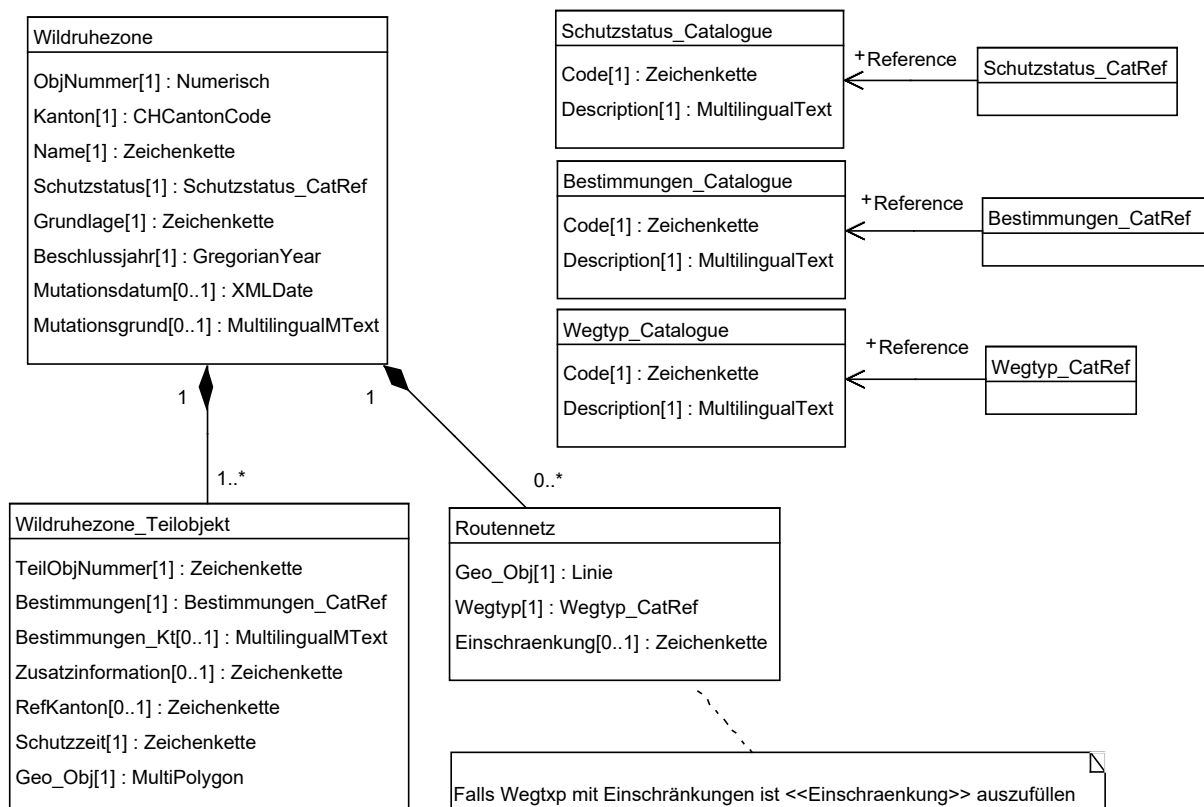 Wildruhezone
ObjNummer[1] : Numerisch
Kanton[1] : CHCantonCode
Name[1] : Zeichenkette
Schutzstatus[1] : Schutzstatus_CatRef
Grundlage[1] : Zeichenkette
Beschlussjahr[1] : GregorianYear
Mutationsdatum[0..1] : XMLDate
Mutationsgrund[0..1] : MultilingualMText
Schutzstatus_Catalogue
Code[1] : Zeichenkette
Description[1] : MultilingualText
+Reference
Schutzstatus_CatRef
Bestimmungen_Catalogue
Code[1] : Zeichenkette
Description[1] : MultilingualText
+Reference
Bestimmungen_CatRef
Wegtyp_Catalogue
Code[1] : Zeichenkette
Description[1] : MultilingualText
+Reference
Wegtyp_CatRef
1
1
1..*
0..*
Wildruhezone_Teilobjekt
TeilObjNummer[1] : Zeichenkette
Bestimmungen[1] : Bestimmungen_CatRef
Bestimmungen_Kt[0..1] : MultilingualMText
Zusatzinformation[0..1] : Zeichenkette
RefKanton[0..1] : Zeichenkette
Schutzzeit[1] : Zeichenkette
Geo_Obj[1] : MultiPolygon
Routennetz
Geo_Obj[1] : Linie
Wegtyp[1] : Wegtyp_CatRef
Einschraenkung[0..1] : Zeichenkette
Falls Wegtxp mit Einschränkungen ist <<Einschraenkung>> auszufüllen